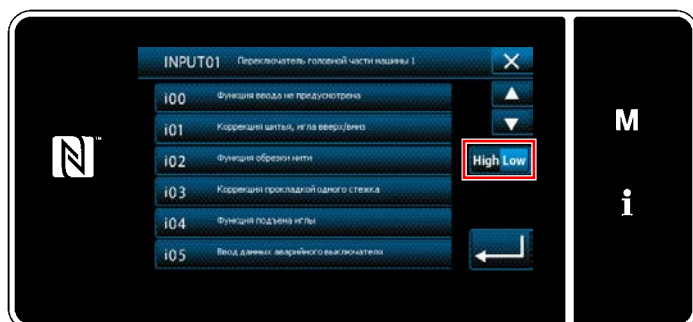 INPUT01 Переключатель головной части машины 1
i00 Функция ввода не предусмотрена
i01 Коррекция шитья, игла вверх/вниз
i02 Функция обрезки нити
High Low
i03 Коррекция прокладкой одного стежка
i04 Функция подъема иглы
i05 Ввод данных аварийного выключателя
M
i
N